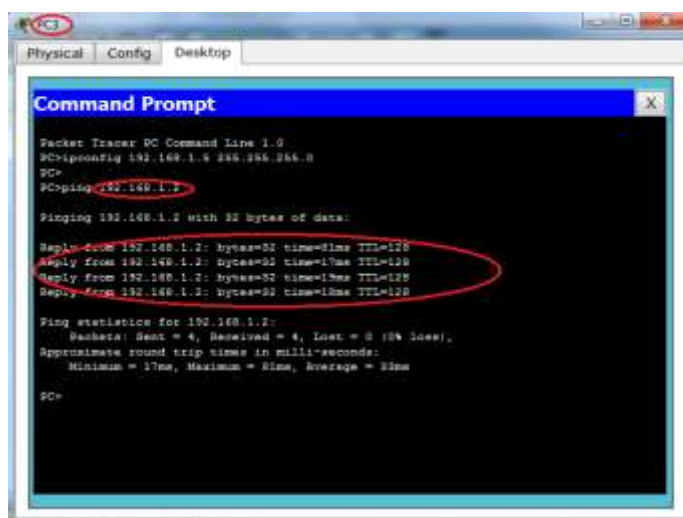 PC3
Physical Config Desktop
Command Prompt
X
Packet Tracer PC Command Line 1.0
PC>ipconfig 192.168.1.5 255.255.255.0
PC>
PC>ping 192.168.1.2
Pinging 192.168.1.2 with 32 bytes of data:
Reply from 192.168.1.2: bytes=32 time=81ms TTL=128
Reply from 192.168.1.2: bytes=32 time=17ms TTL=128
Reply from 192.168.1.2: bytes=32 time=19ms TTL=128
Reply from 192.168.1.2: bytes=32 time=18ms TTL=128
Ping statistics for 192.168.1.2:
Packets: Sent = 4, Received = 4, Lost = 0 (0% loss),
Approximate round trip times in milli-seconds:
Minimum = 17ms, Maximum = 81ms, Average = 33ms
PC>